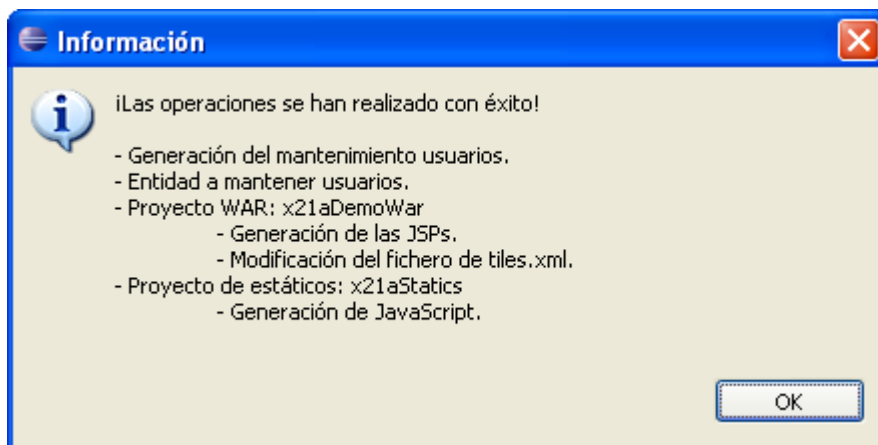 Información
¡Las operaciones se han realizado con éxito!
- Generación del mantenimiento usuarios.
- Entidad a mantener usuarios.
- Proyecto WAR: x21aDemoWar
- Generación de las JSPs.
- Modificación del fichero de tiles.xml.
- Proyecto de estáticos: x21aStatics
- Generación de JavaScript.
OK